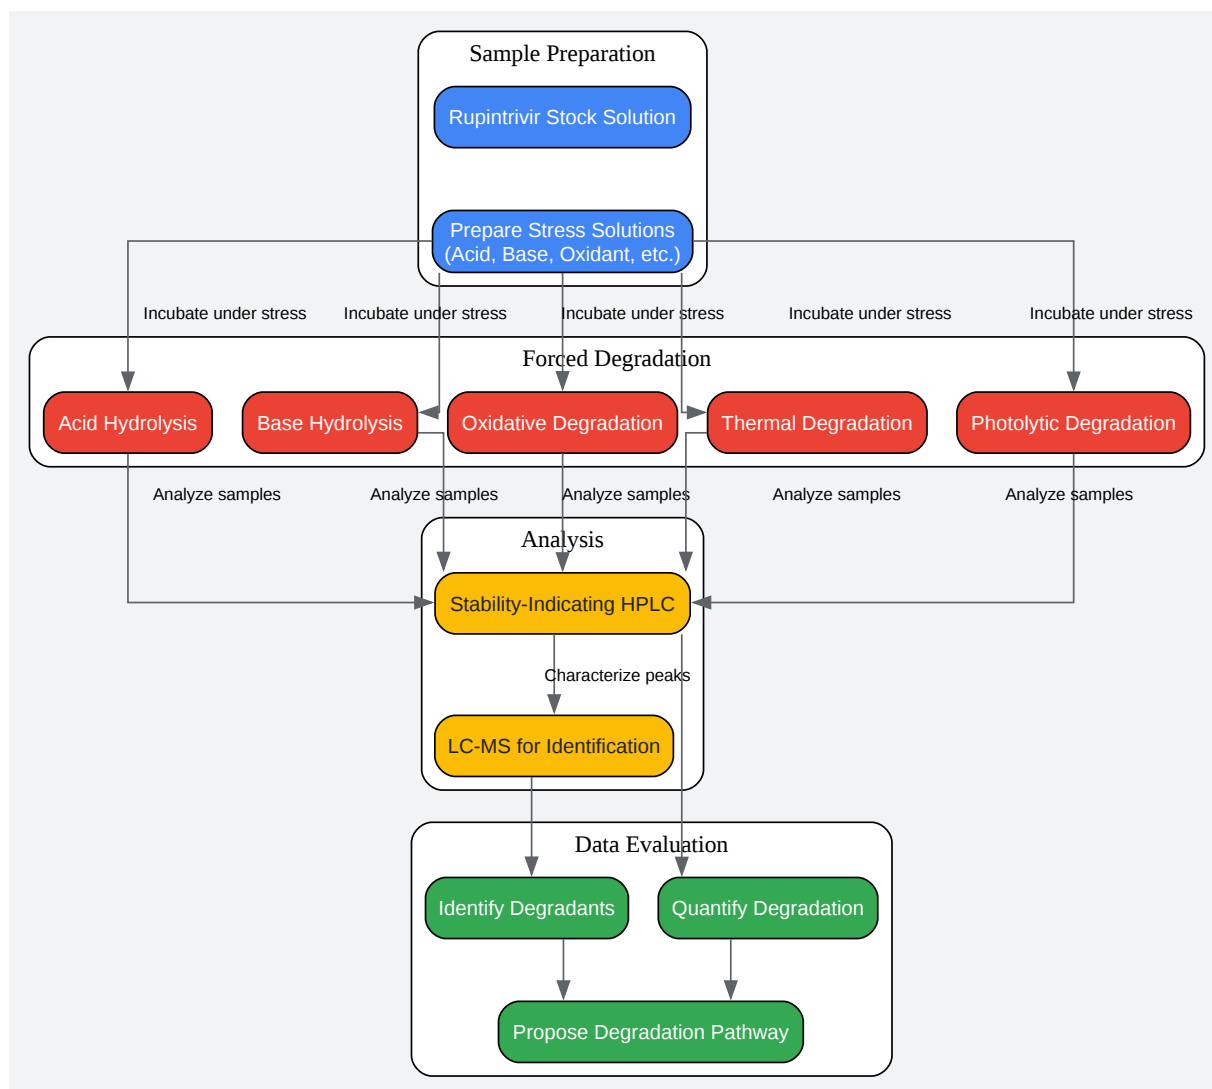 Sample Preparation
Rupintrivir Stock Solution
Prepare Stress Solutions
(Acid, Base, Oxidant, etc.)
Incubate under stress
Incubate under stress
Incubate under stress
Incubate under stress
Incubate under stress
Forced Degradation
Acid Hydrolysis
Base Hydrolysis
Oxidative Degradation
Thermal Degradation
Photolytic Degradation
Analyze samples
Analyze samples
Analyze samples
Analyze samples
Analyze samples
Analysis
Stability-Indicating HPLC
Characterize peaks
LC-MS for Identification
Data Evaluation
Identify Degradants
Quantify Degradation
Propose Degradation Pathway